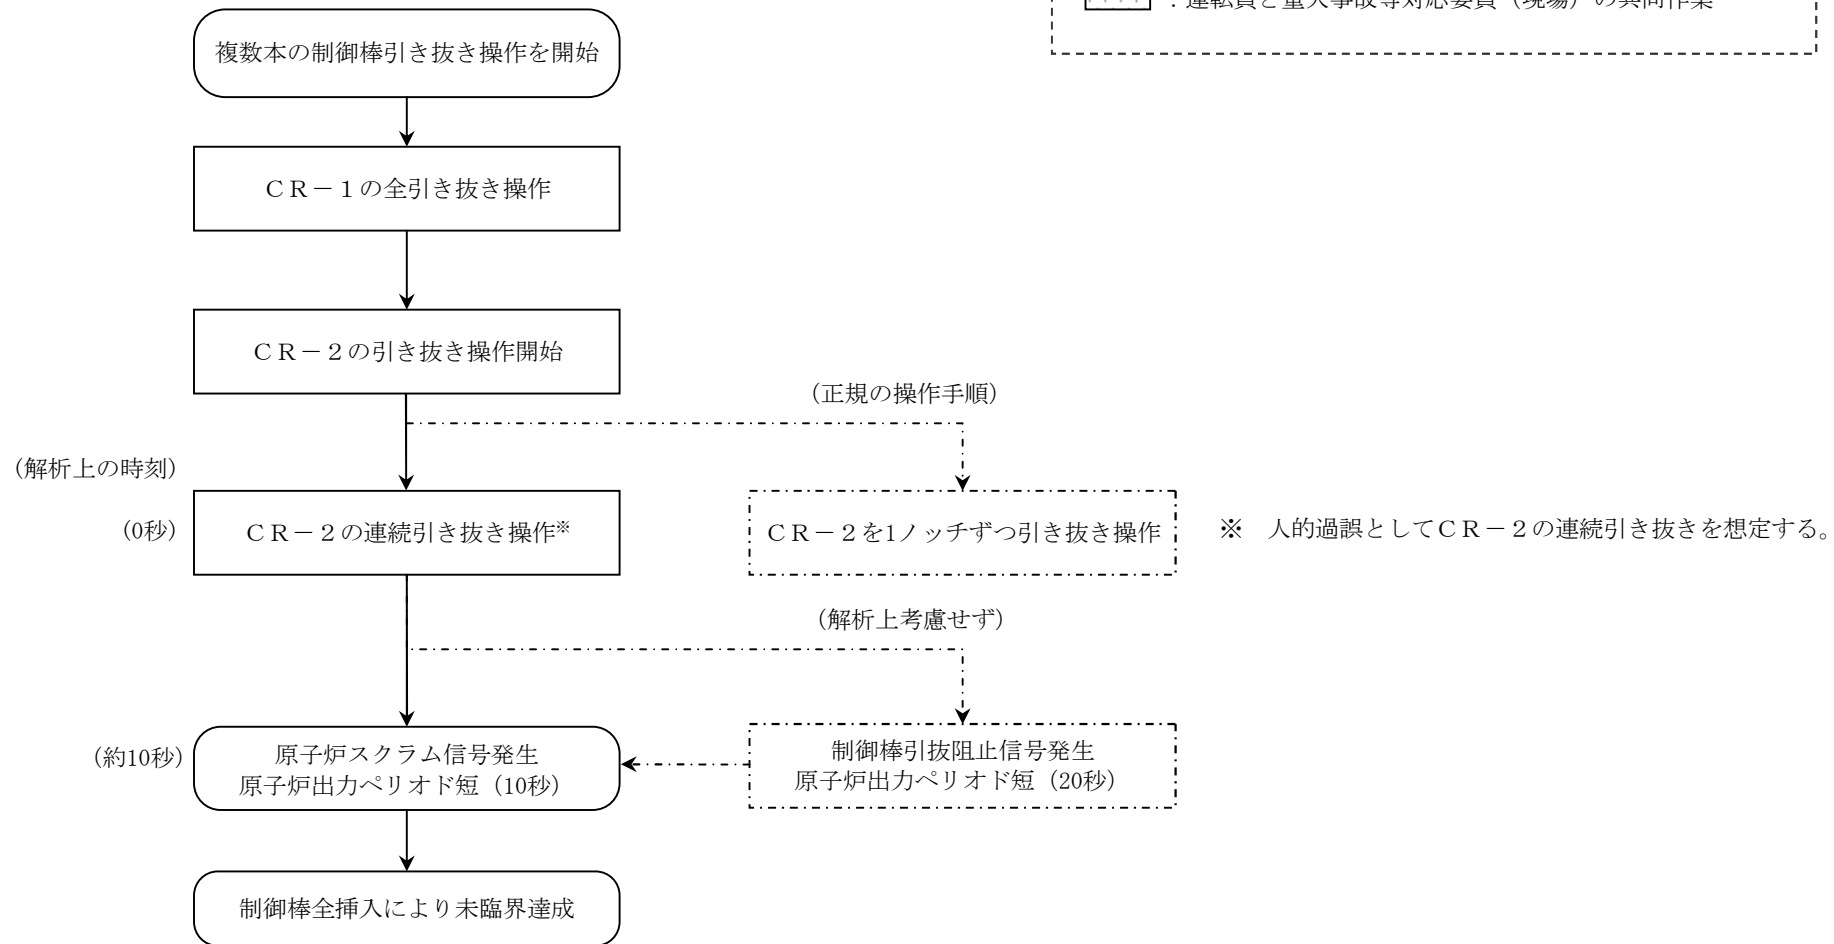 ：運転員と重大事故等対応要員（現場）の共同作業
複数本の制御棒引き抜き操作を開始
ＣＲ－１の全引き抜き操作
ＣＲ－２の引き抜き操作開始
（正規の操作手順）
（解析上の時刻）
（0秒）
ＣＲ－２の連続引き抜き操作※
ＣＲ－２を1ノッチずつ引き抜き操作
※　人的過誤としてＣＲ－２の連続引き抜きを想定する。
（解析上考慮せず）
（約10秒）
原子炉スクラム信号発生
原子炉出力ペリオド短（10秒）
制御棒引抜阻止信号発生
原子炉出力ペリオド短（20秒）
制御棒全挿入により未臨界達成